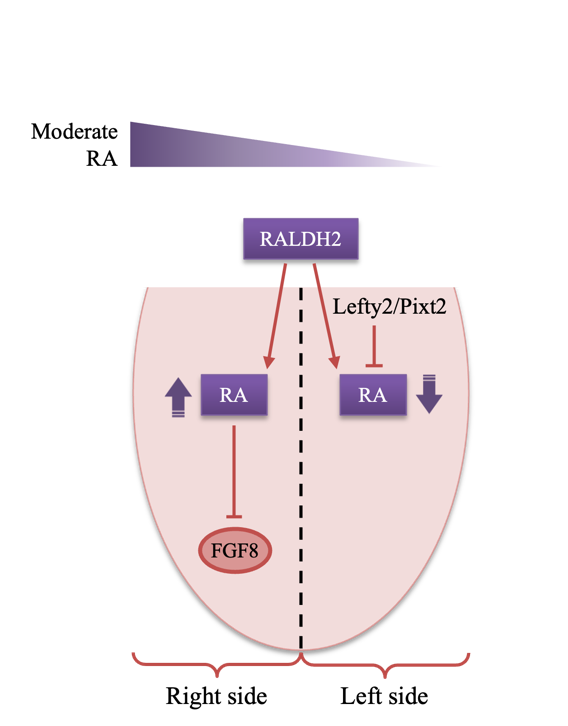 Moderate
RA
RALDH2
Lefty2/Pixt2
RA
RA
FGF8
Right side
Left side